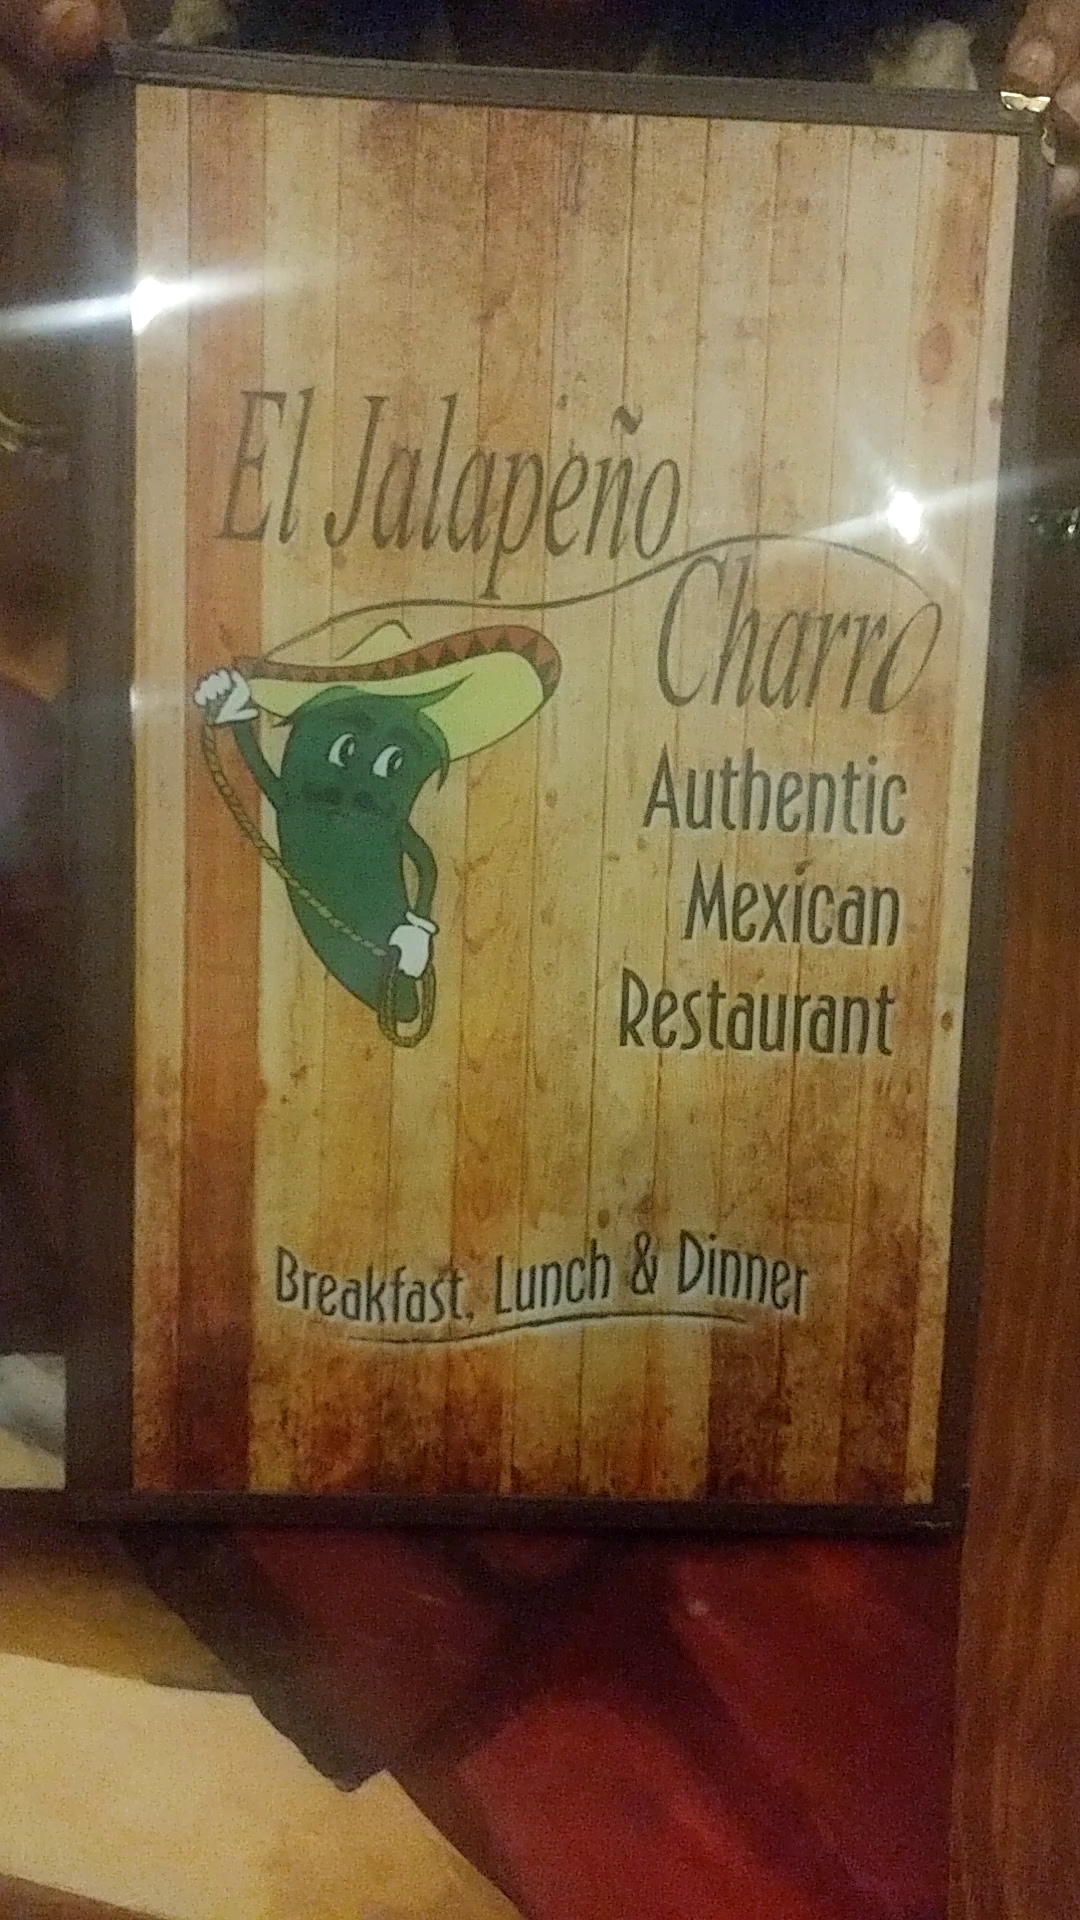 El Jalapeño
Charro
Authentic
Mexican
Restaurant
Breakfast, Lunch & Dinner